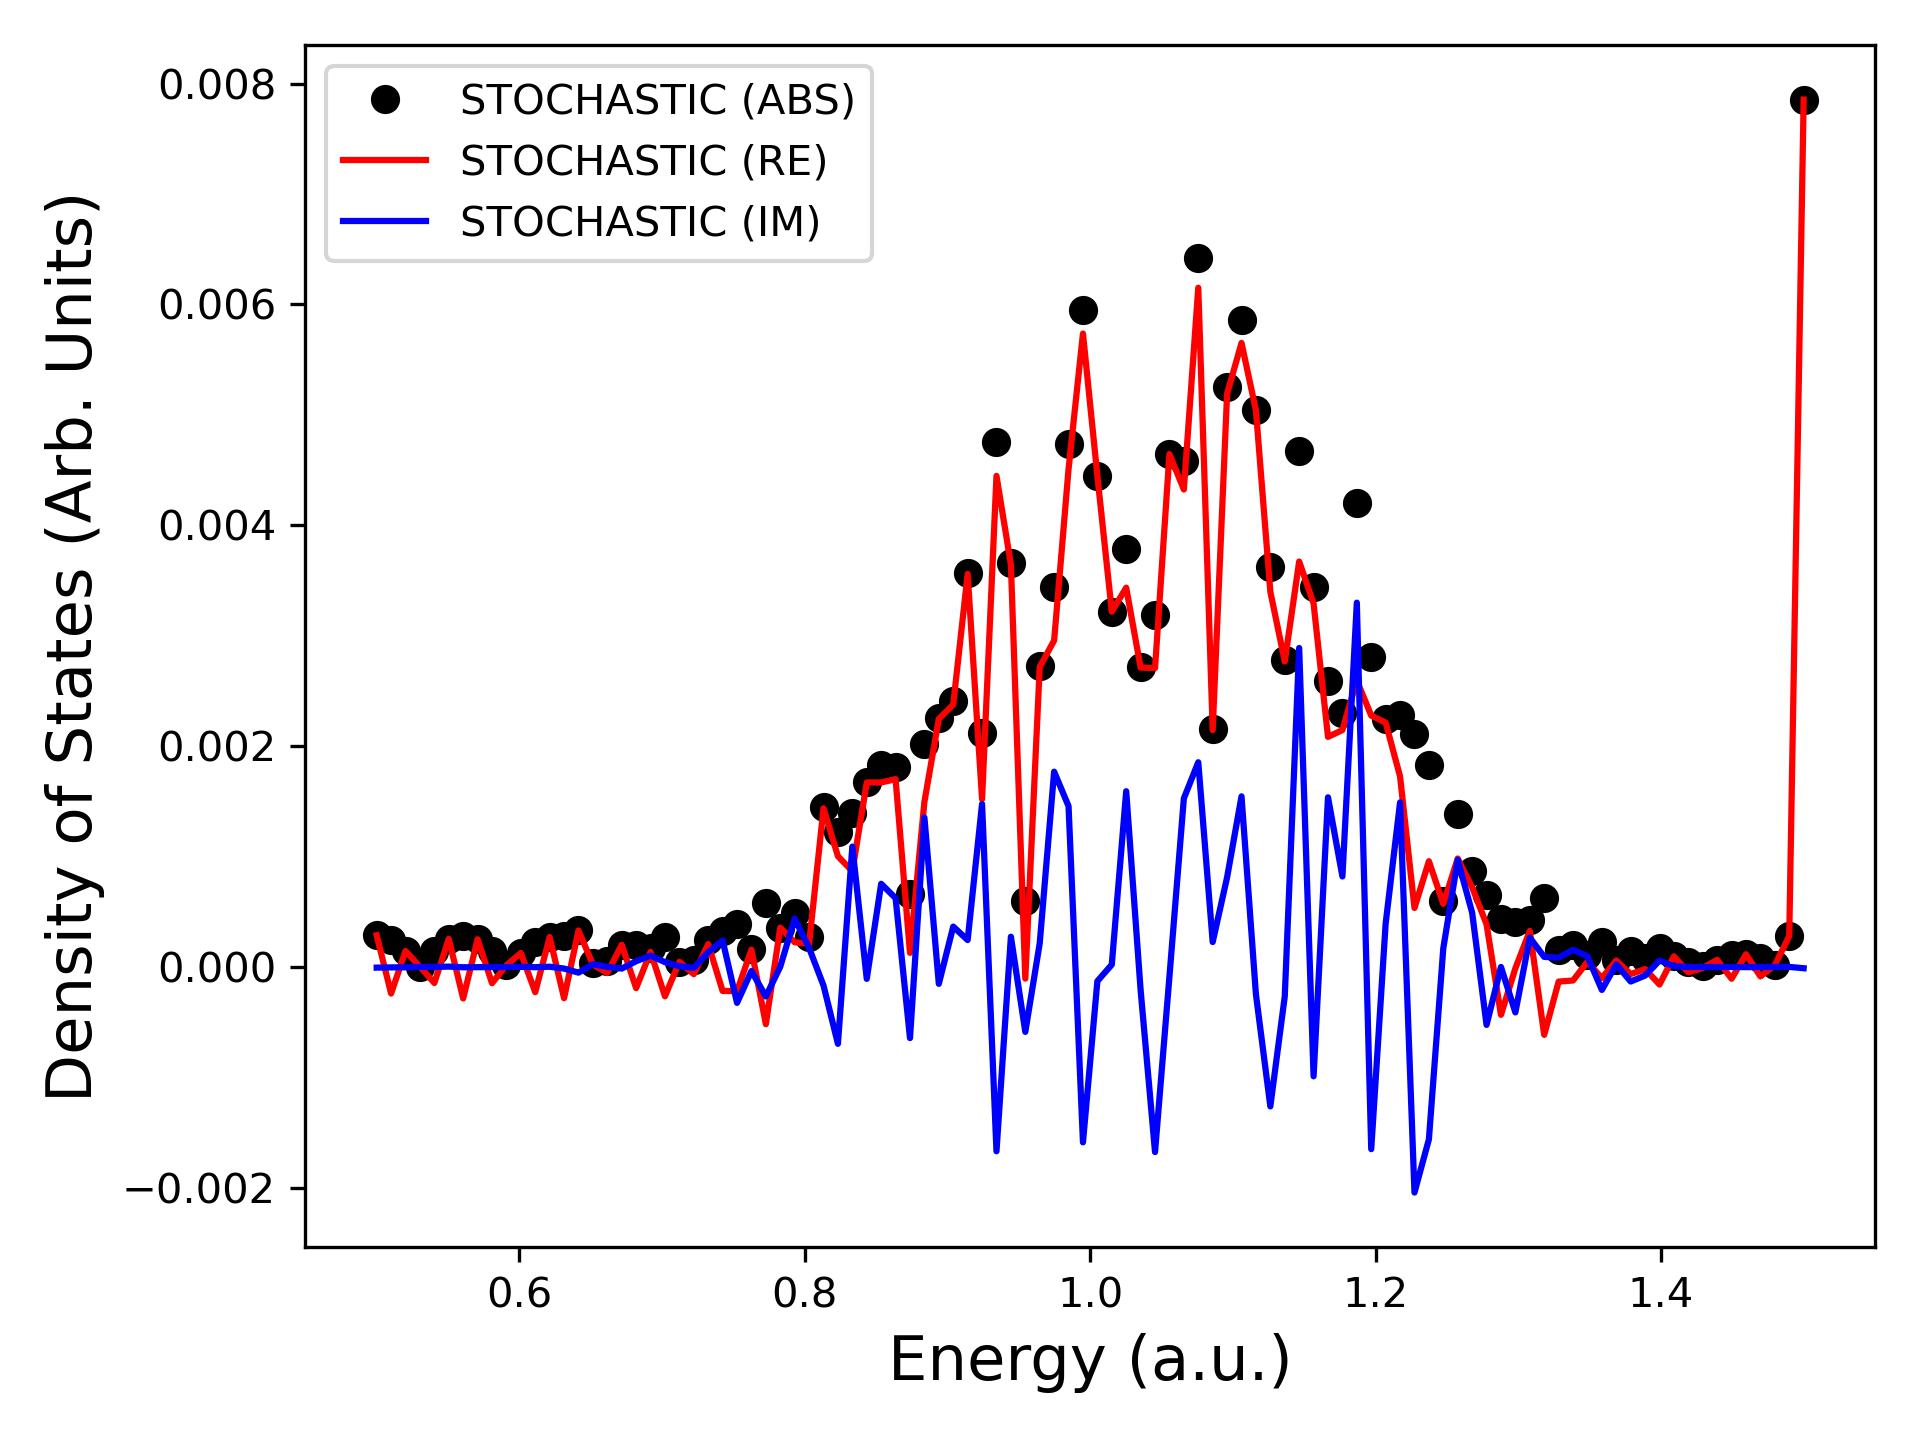 STOCHASTIC (ABS)
STOCHASTIC (RE)
STOCHASTIC (IM)
Density of States (Arb. Units)
0.008
0.006
0.004
0.002
0.000
−0.002
0.6 0.8 1.0 1.2 1.4
Energy (a.u.)